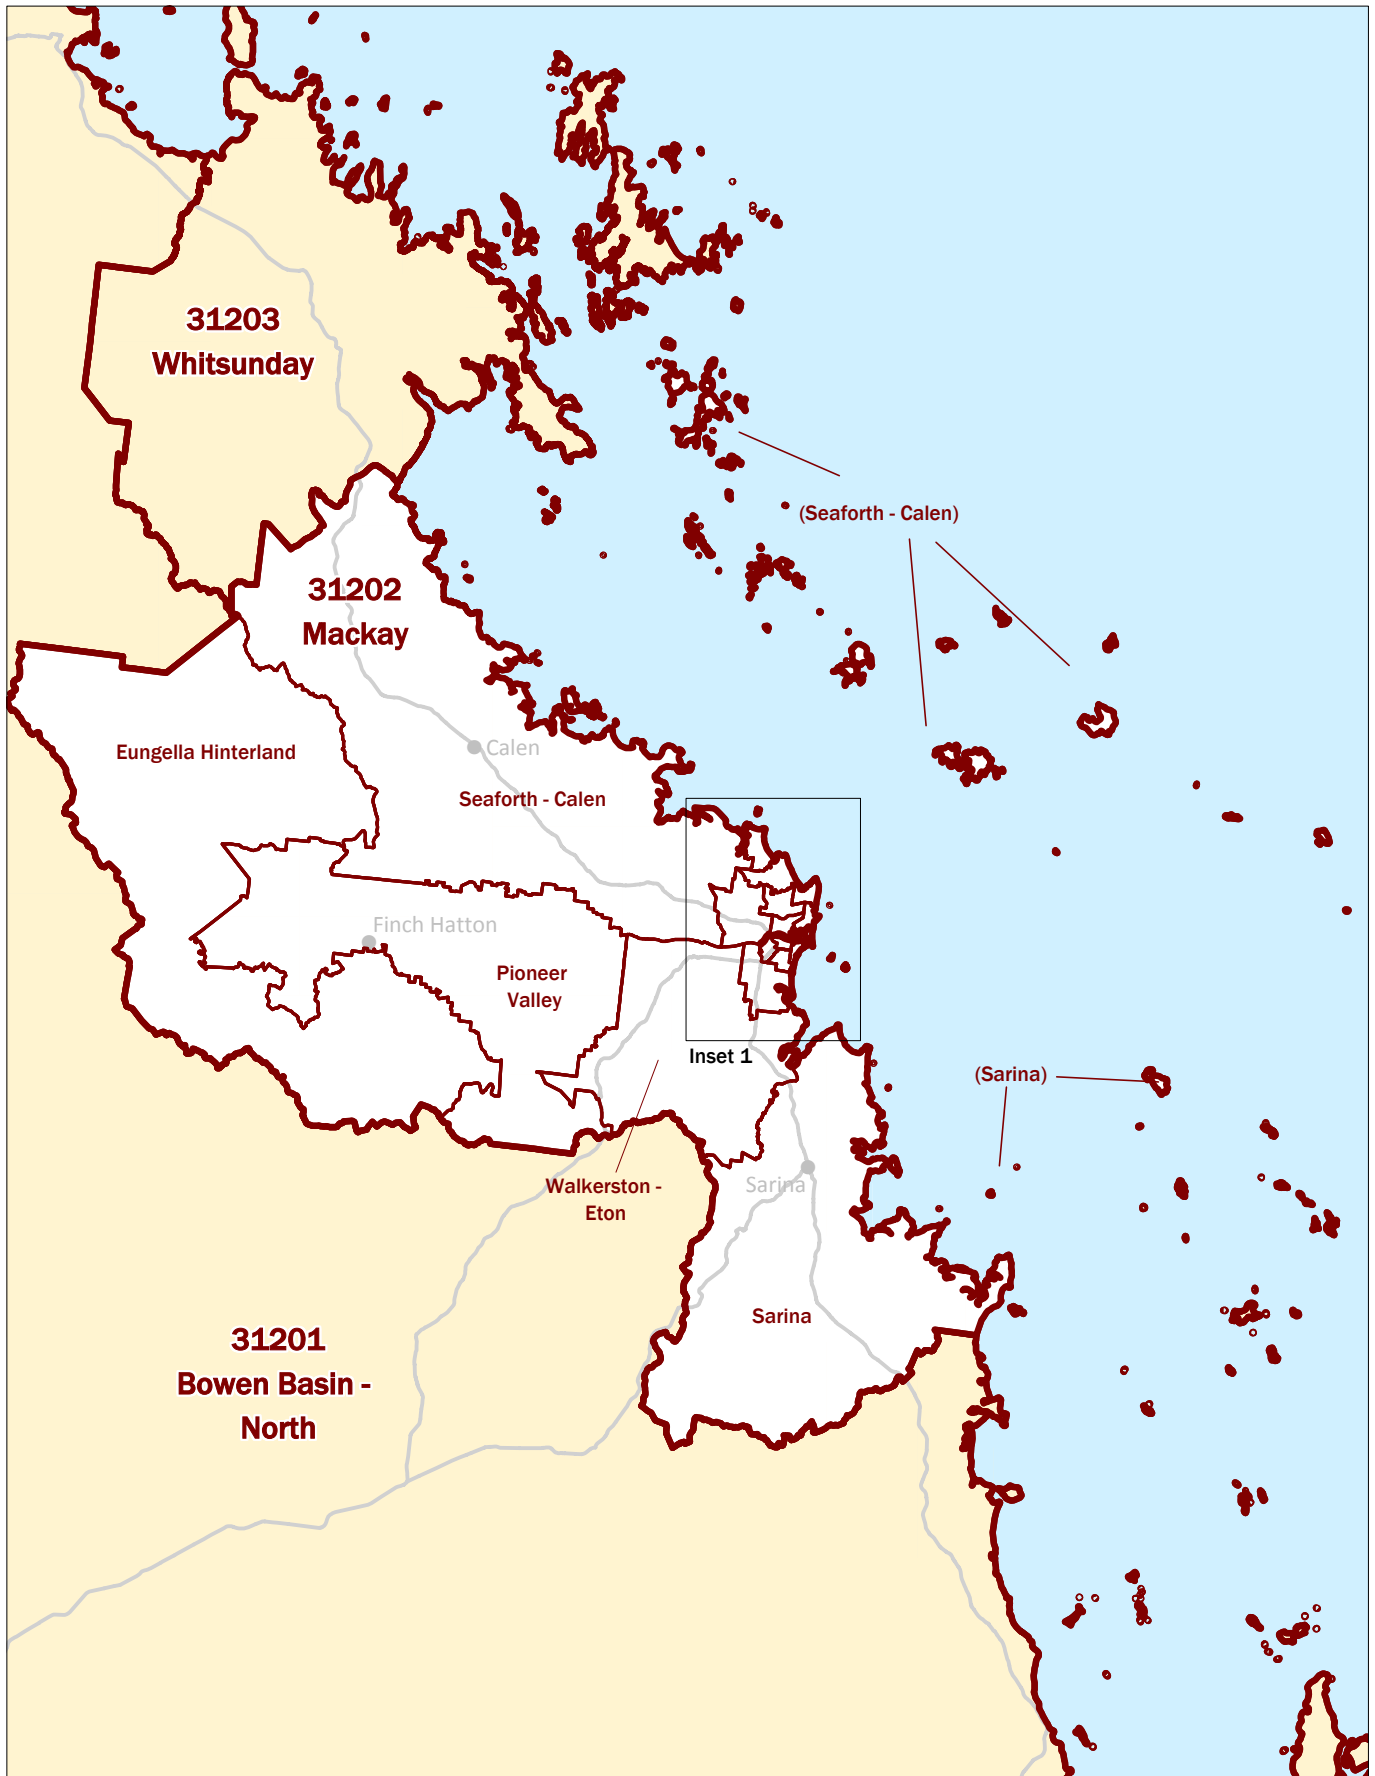 31203
Whitsunday
(Seaforth - Calen)
31202
Mackay
Eungella Hinterland
Calen
Seaforth - Calen
Finch Hatton
Pioneer
Valley
Inset 1
(Sarina)
Walkerston -
Eton
Sarina
Sarina
31201
Bowen Basin -
North